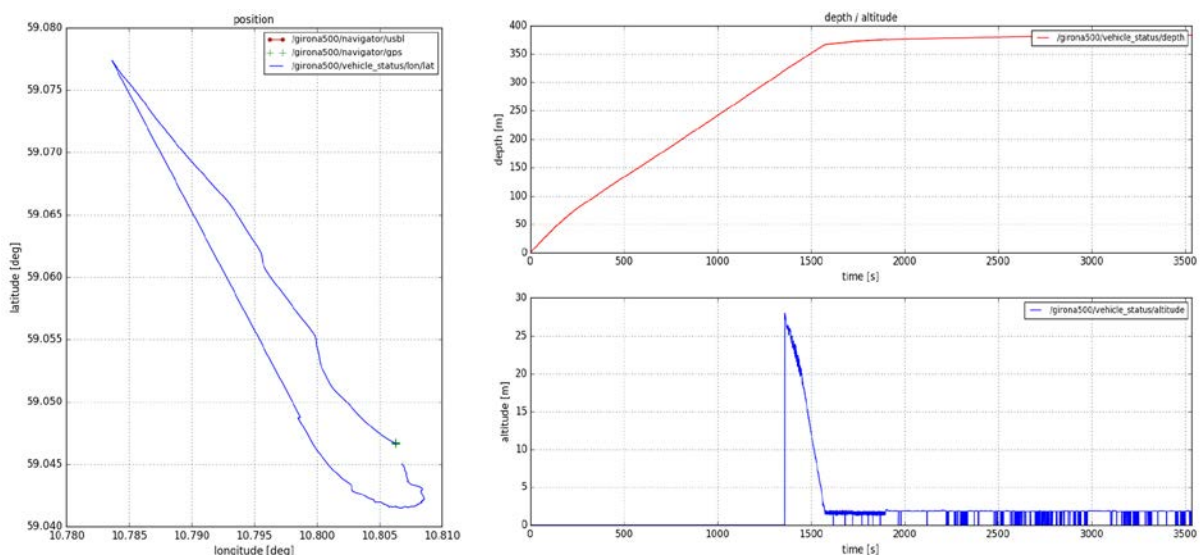 position
59.080
59.075
59.070
59.065
59.060
59.055
59.050
59.045
59.040
latitude [deg]
/girona500/navigator/usbl
/girona500/navigator/gps
/girona500/vehicle_status/lon/lat
10.780 10.785 10.790 10.795 10.800 10.805 10.810
longitude [deg]
depth / altitude
400
350
300
250
200
150
100
50
0
depth [m]
/girona500/vehicle_status/depth
0 500 1000 1500 2000 2500 3000 3500
time [s]
30
25
20
15
10
5
0
altitude [m]
/girona500/vehicle_status/altitude
0 500 1000 1500 2000 2500 3000 3500
time [s]